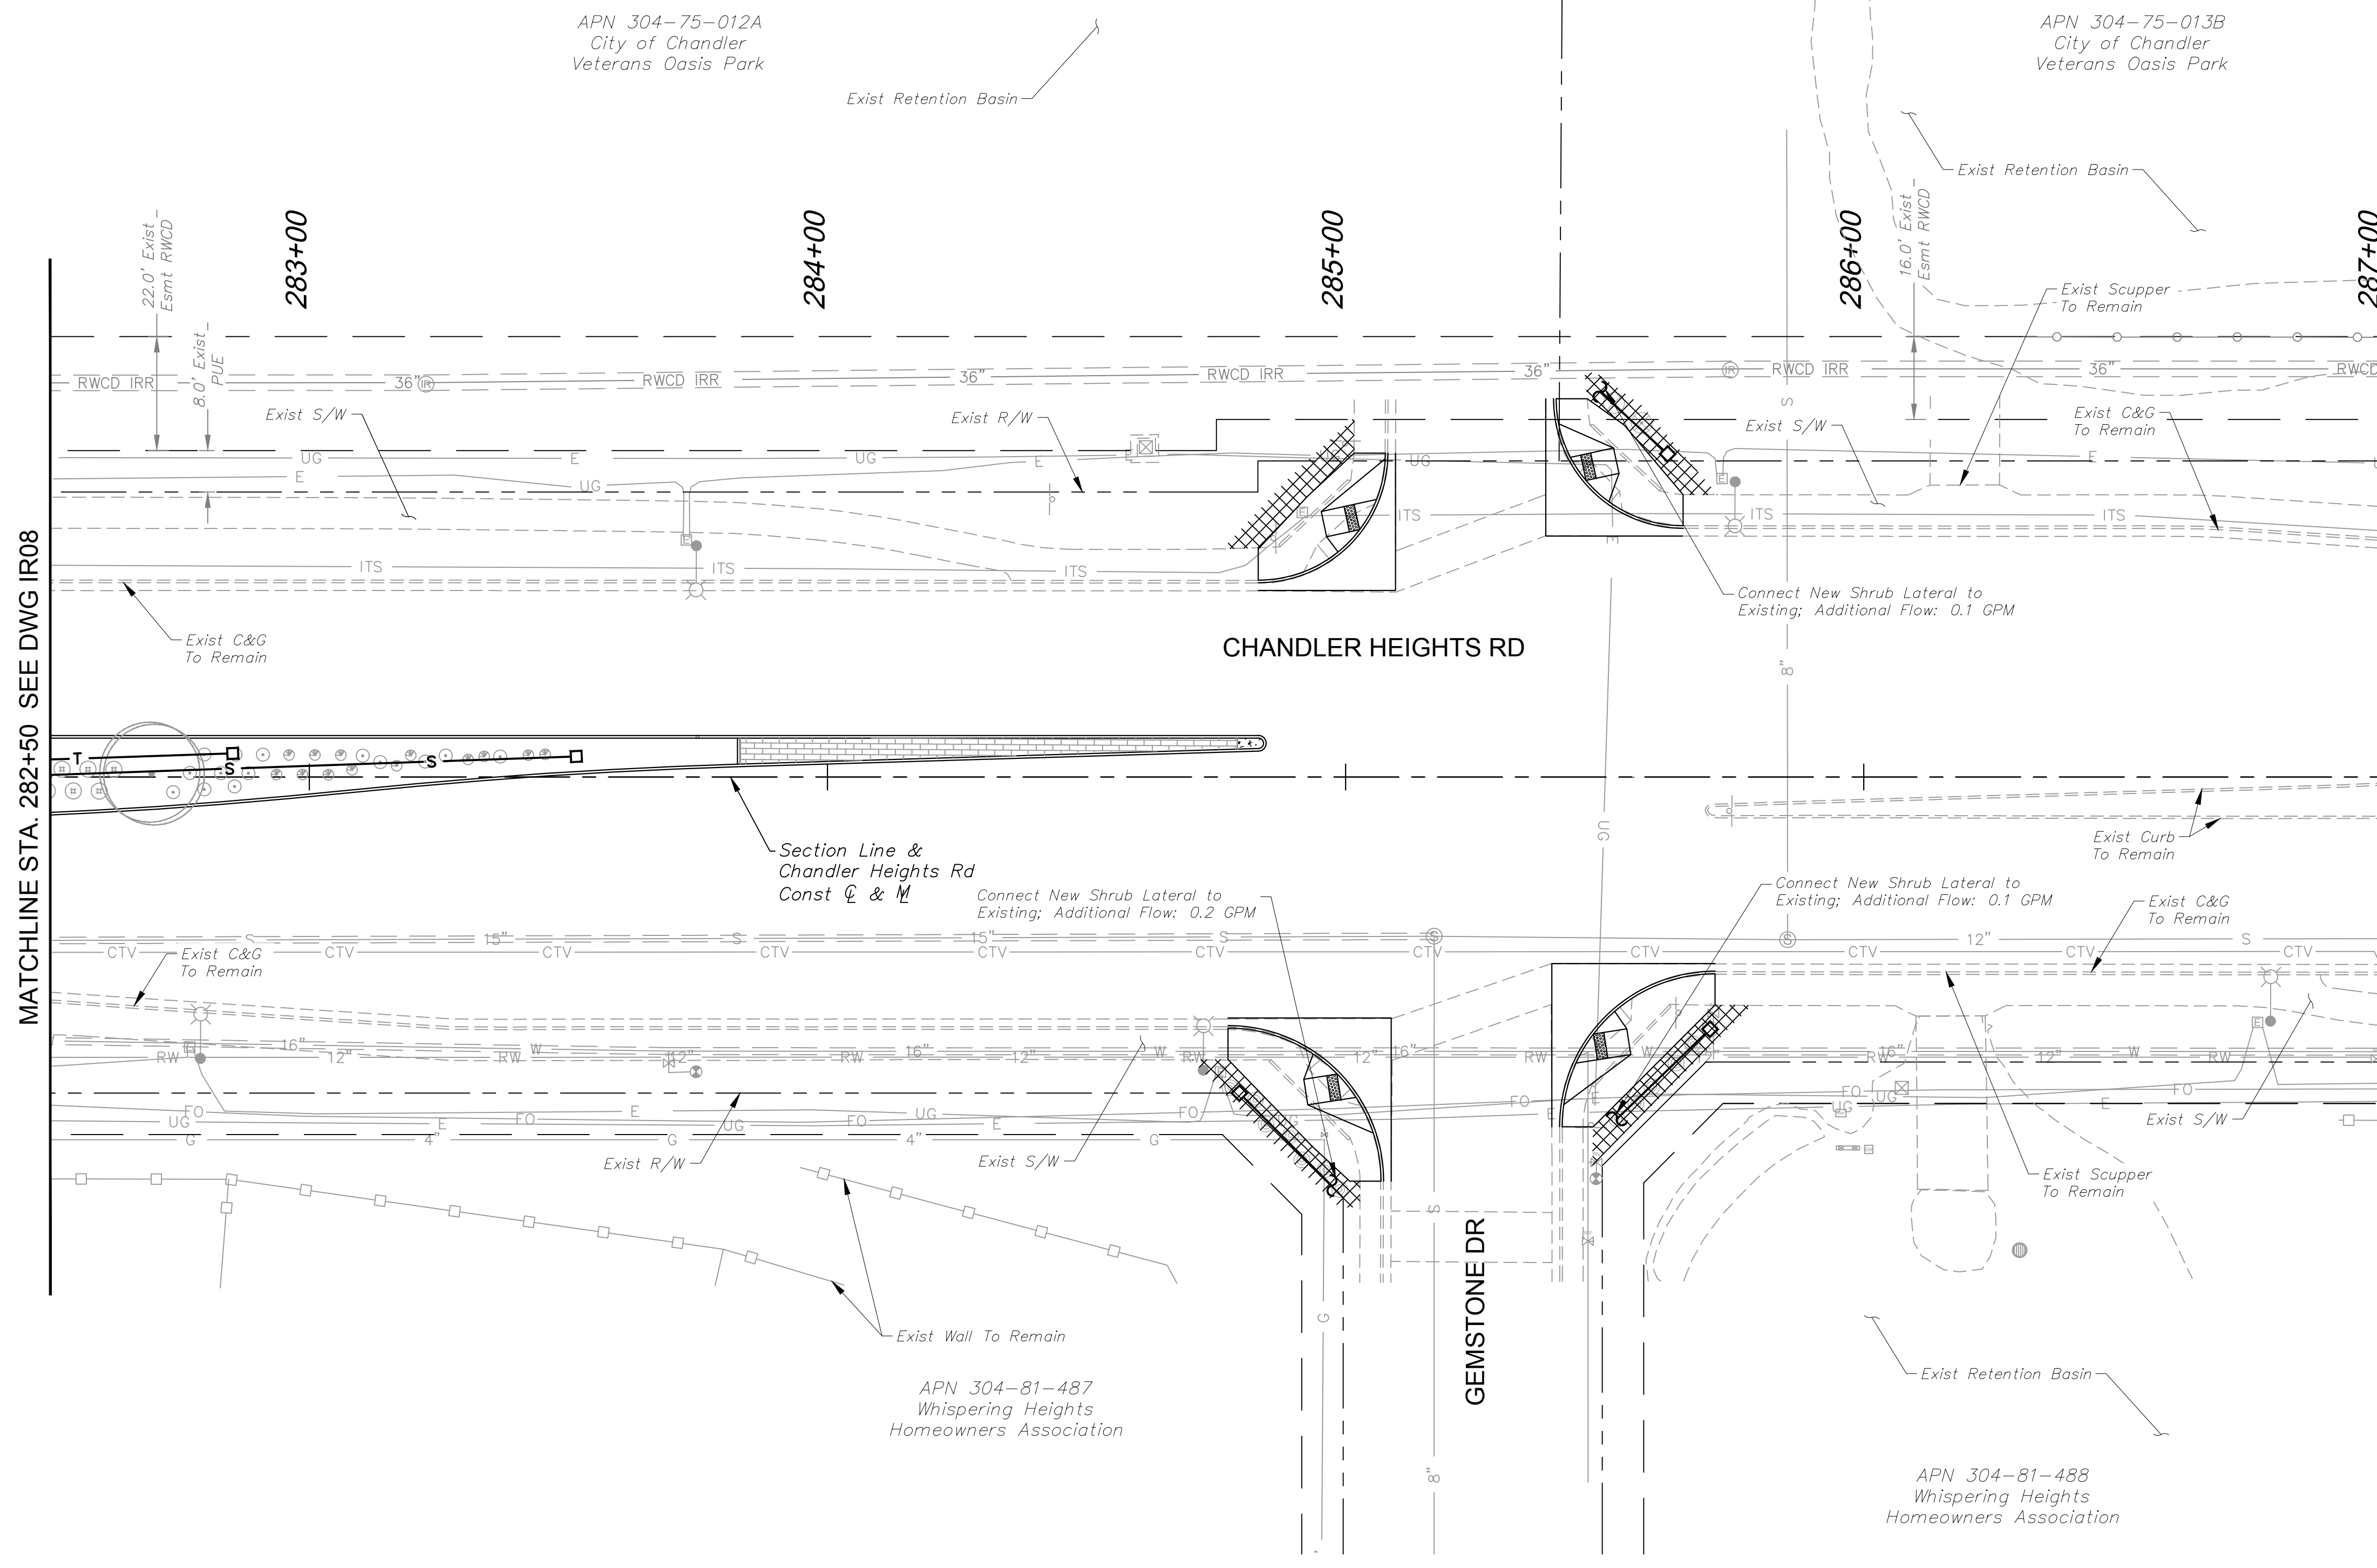 APN 304-75-012A
City of Chandler
Veterans Oasis Park
APN 304-75-013B
City of Chandler
Veterans Oasis Park
Exist Retention Basin
Exist Retention Basin
22.0' Exist
Esmt RWCD
8.0' Exist
PUE
283+00
284+00
285+00
286+00
287+00
16.0' Exist
Esmt RWCD
Exist Scupper
To Remain
RWCD IRR
36"
IR
RWCD IRR
36"
RWCD IRR
36"
IR
RWCD IRR
36"
RWCD
Exist S/W
Exist R/W
Exist S/W
Exist C&G
To Remain
UG
E
UG
E
UG
E
E
UG
E
E
UG
E
E
E
ITS
ITS
ITS
ITS
ITS
ITS
S
E
E
Exist C&G
To Remain
Connect New Shrub Lateral to
Existing; Additional Flow: 0.1 GPM
CHANDLER HEIGHTS RD
8"
MATCHLINE STA. 282+50 SEE DWG IR08
T
S
S
UG
Section Line &
Chandler Heights Rd
Const ℄ & ML
Exist Curb
To Remain
Connect New Shrub Lateral to
Existing; Additional Flow: 0.2 GPM
Connect New Shrub Lateral to
Existing; Additional Flow: 0.1 GPM
Exist C&G
To Remain
S
15"
S
15"
S
S
S
12"
S
CTV
CTV
CTV
CTV
CTV
CTV
CTV
CTV
CTV
CTV
CTV
Exist C&G
To Remain
RW
16"
12"
RW
W
12"
RW
16"
12"
W
RW
12"
16"
RW
W
12"
RW
16"
12"
W
RW
E
E
FO
UG
E
FO
E
UG
FO
UG
E
FO
G
FO
E
E
FO
UG
UG
E
FO
G
4"
G
4"
G
Exist R/W
Exist S/W
Exist S/W
Exist Scupper
To Remain
S
GEMSTONE DR
G
8"
Exist Wall To Remain
Exist Retention Basin
APN 304-81-487
Whispering Heights
Homeowners Association
APN 304-81-488
Whispering Heights
Homeowners Association